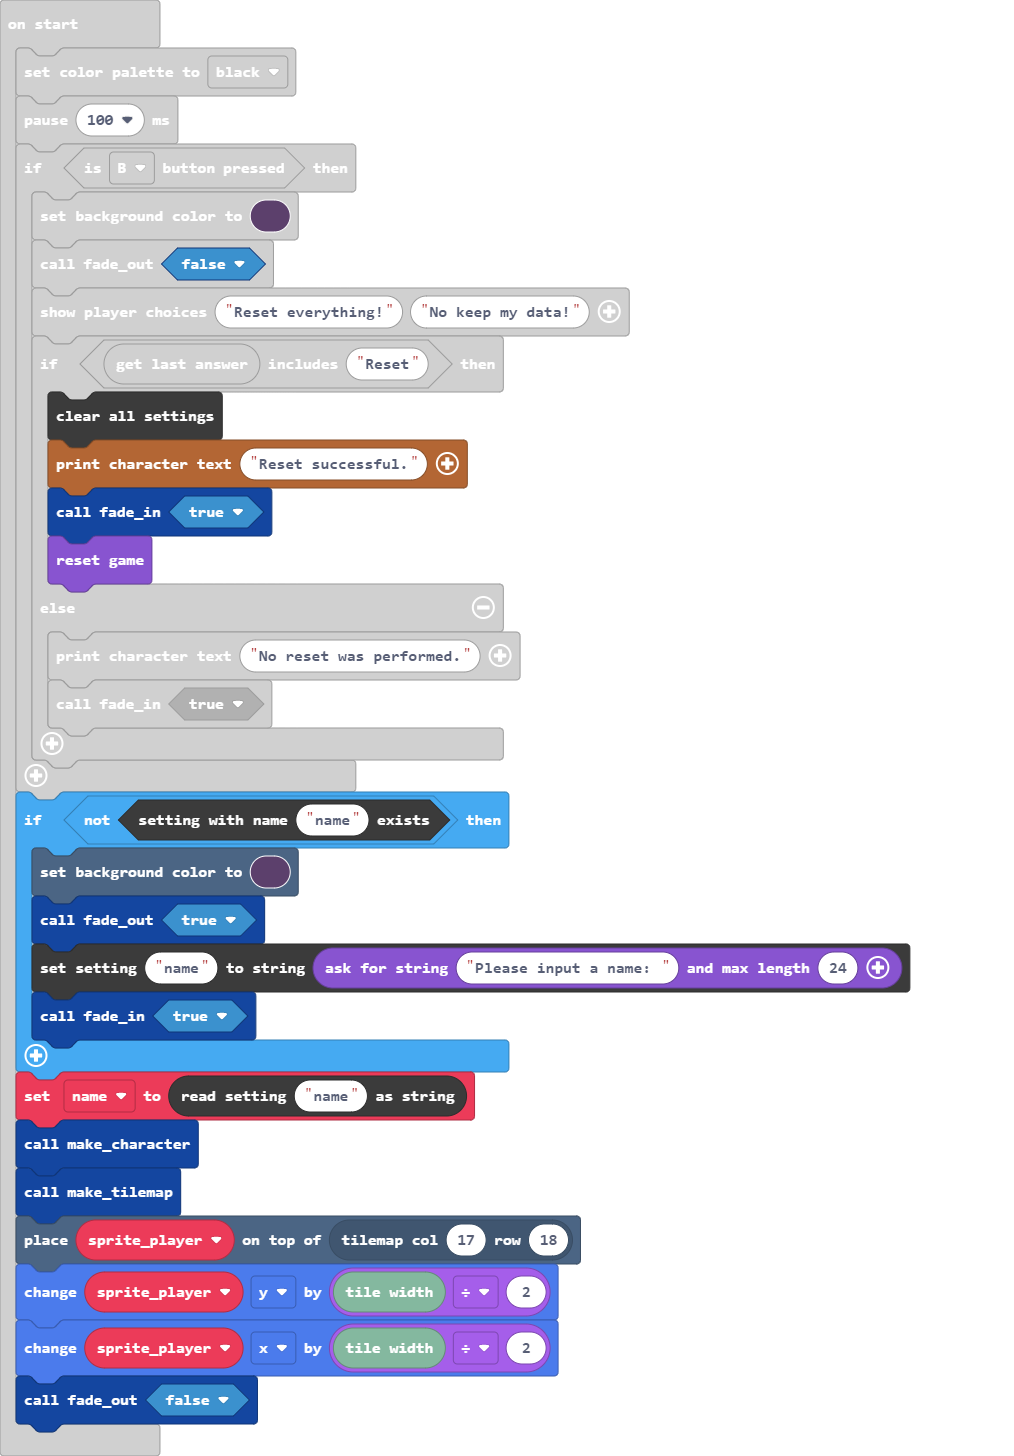 on start
set color palette to black
pause 100 ms
if is B button pressed then
set background color to
call fade_out false
show player choices "Reset everything!" "No keep my data!"
if get last answer includes "Reset" then
clear all settings
print character text "Reset successful."
call fade_in true
reset game
else
print character text "No reset was performed."
call fade_in true
if not setting with name "name" exists then
set background color to
call fade_out true
set setting "name" to string ask for string "Please input a name: " and max length 24
call fade_in true
set name to read setting "name" as string
call make_character
call make_tilemap
place sprite_player on top of tilemap col 17 row 18
change sprite_player y by tile width ÷ 2
change sprite_player x by tile width ÷ 2
call fade_out false